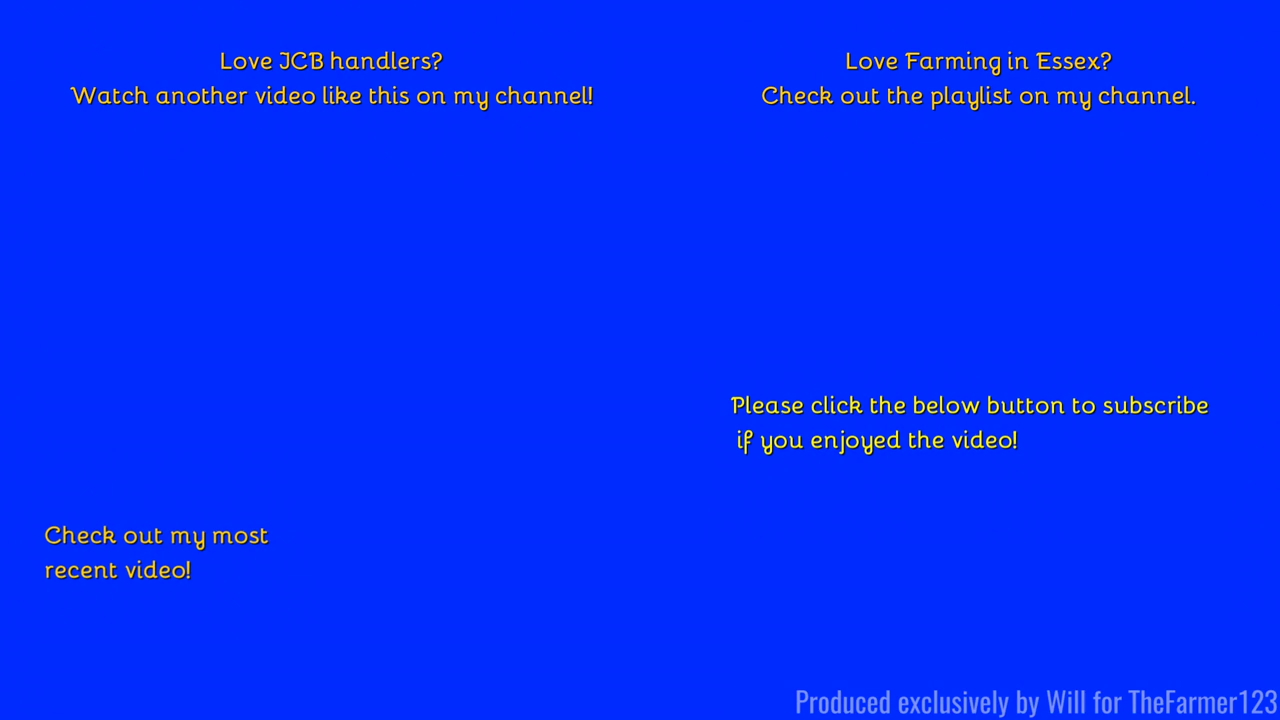 Love JCB handlers?
Watch another video like this on my channel!
Love Farming in Essex?
Check out the playlist on my channel.
Please click the below button to subscribe
if you enjoyed the video!
Check out my most
recent video!
Produced exclusively by Will for TheFarmer123